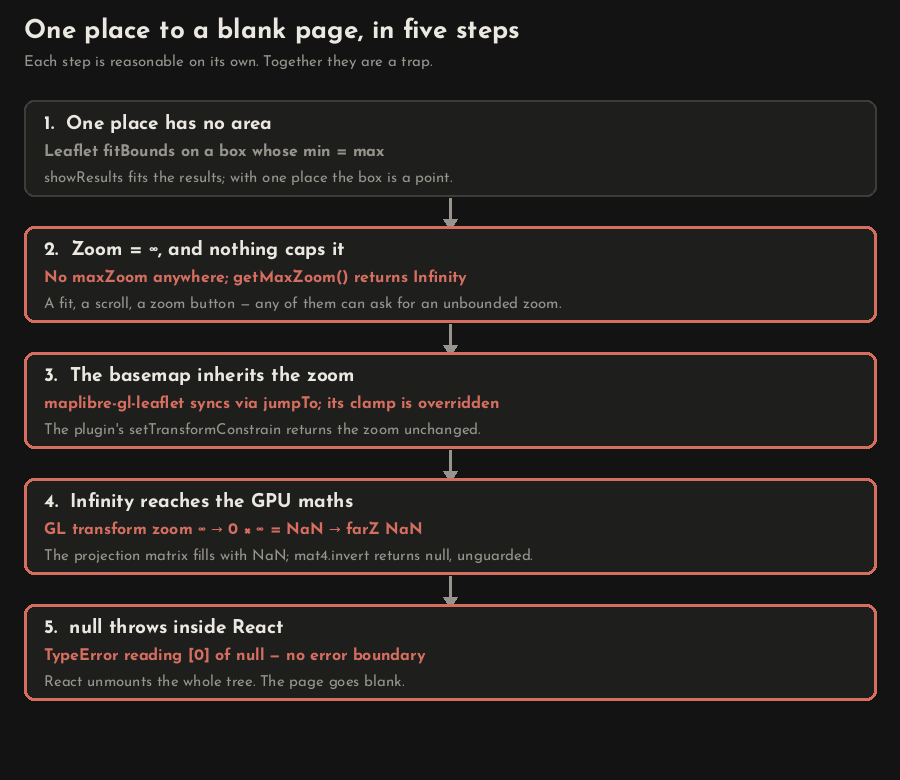 One place to a blank page, in five steps
Each step is reasonable on its own. Together they are a trap.
1. One place has no area
Leaflet fitBounds on a box whose min = max
showResults fits the results; with one place the box is a point.
2. Zoom = ∞, and nothing caps it
No maxZoom anywhere; getMaxZoom() returns Infinity
A fit, a scroll, a zoom button — any of them can ask for an unbounded zoom.
3. The basemap inherits the zoom
maplibre-gl-leaflet syncs via jumpTo; its clamp is overridden
The plugin's setTransformConstrain returns the zoom unchanged.
4. Infinity reaches the GPU maths
GL transform zoom ∞ → 0 × ∞ = NaN → farZ NaN
The projection matrix fills with NaN; mat4.invert returns null, unguarded.
5. null throws inside React
TypeError reading [0] of null — no error boundary
React unmounts the whole tree. The page goes blank.